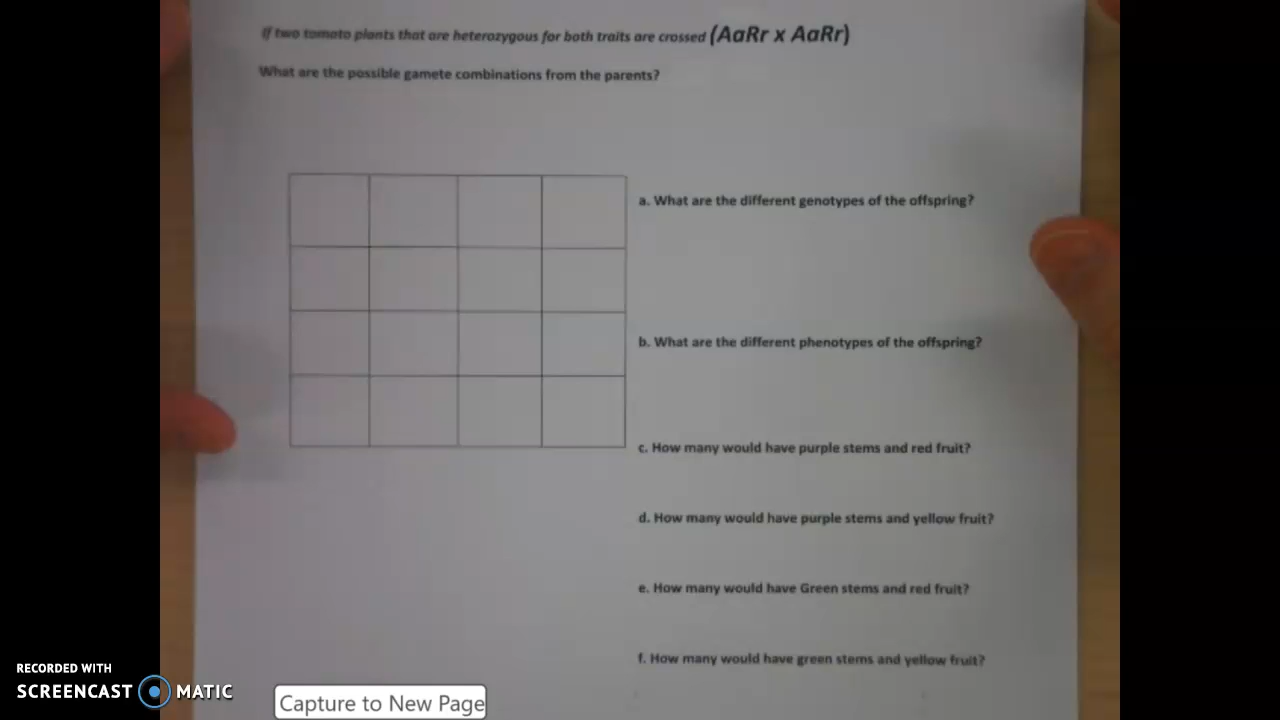 If two tomato plants that are heterozygous for both traits are crossed (AaRr x AaRr)
What are the possible gamete combinations from the parents?
a. What are the different genotypes of the offspring?
b. What are the different phenotypes of the offspring?
c. How many would have purple stems and red fruit?
d. How many would have purple stems and yellow fruit?
e. How many would have Green stems and red fruit?
f. How many would have green stems and yellow fruit?
RECORDED WITH
SCREENCAST MATIC
Capture to New Page